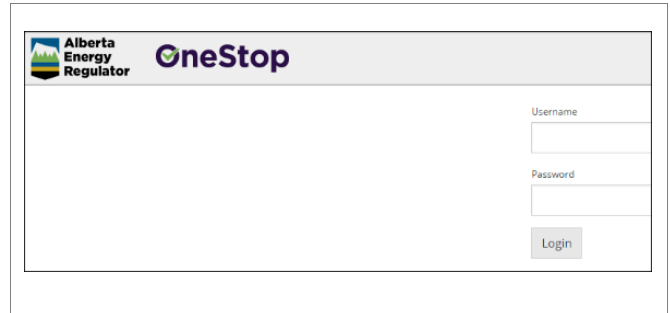 Alberta
Energy
Regulator
OneStop
Username
Password
Login